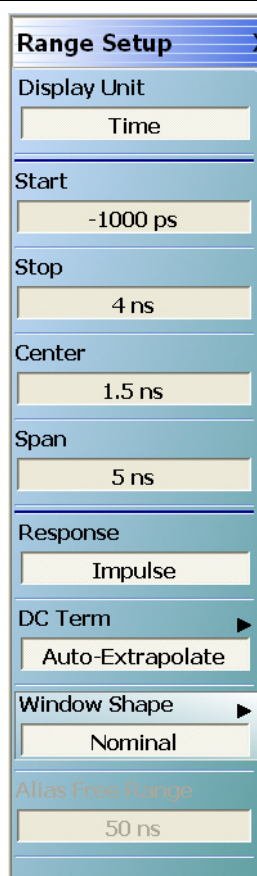 Range Setup
Display Unit
Time
Start
-1000 ps
Stop
4 ns
Center
1.5 ns
Span
5 ns
Response
Impulse
DC Term
Auto-Extrapolate
Window Shape
Nominal
Alias Free Range
50 ns